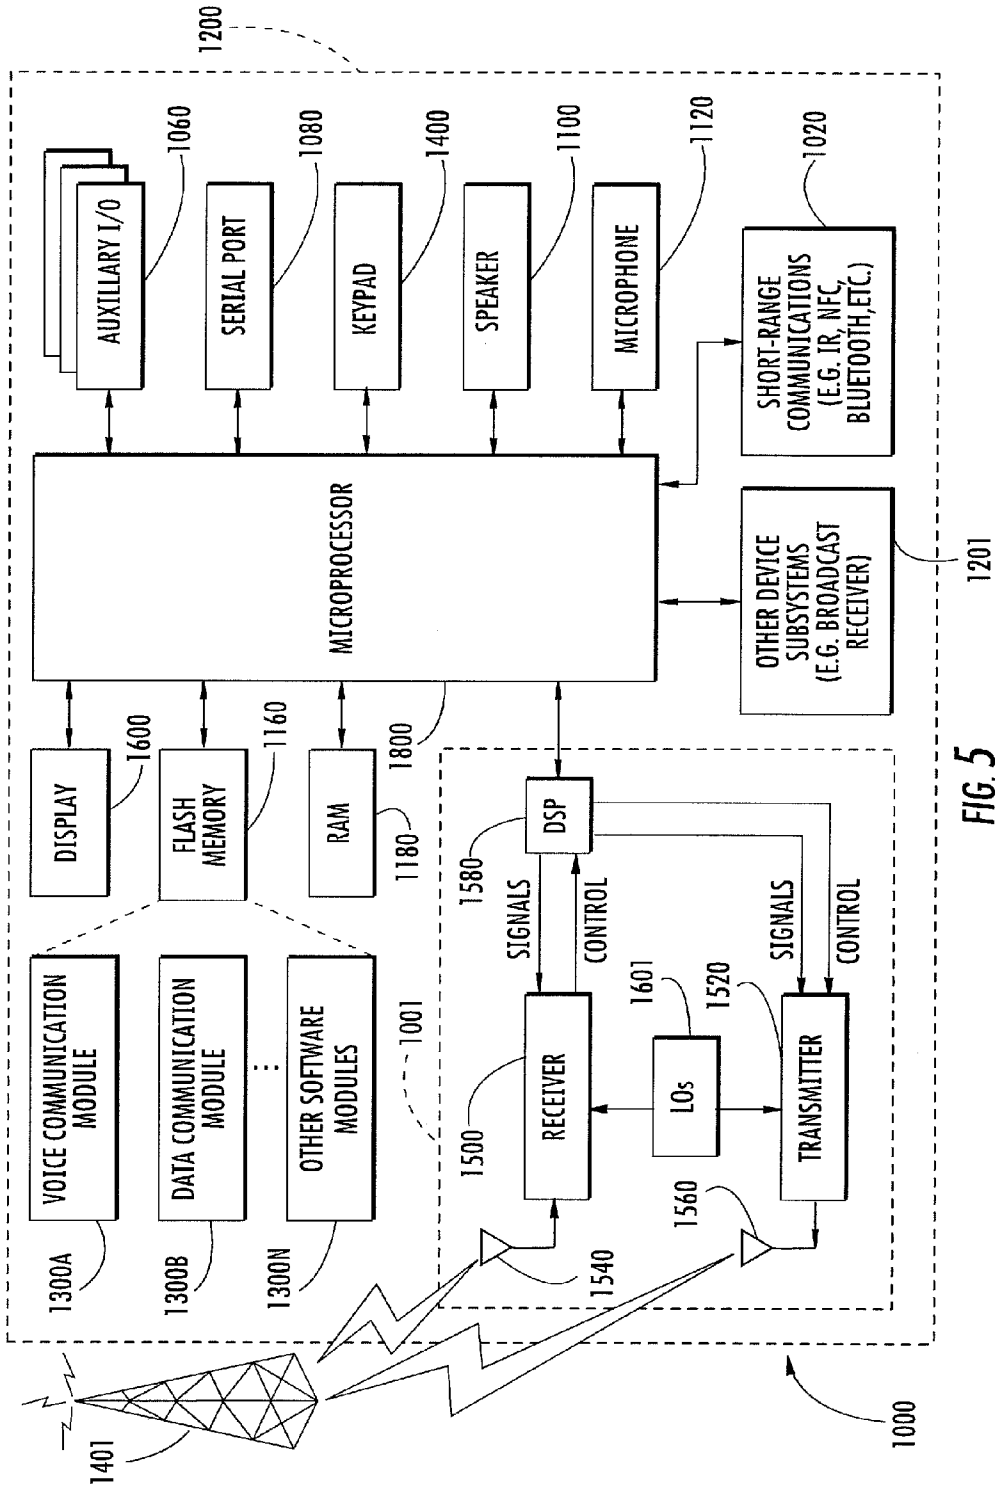 1200
AUXILLARY I/O
1060
SERIAL PORT
1080
KEYPAD
1400
SPEAKER
1100
MICROPHONE
1120
SHORT-RANGE
COMMUNICATIONS
(E.G. IR, NFC,
BLUETOOTH,ETC.)
1020
MICROPROCESSOR
1800
OTHER DEVICE
SUBSYSTEMS
(E.G. BROADCAST
RECEIVER)
1201
DISPLAY
1600
FLASH
MEMORY
1160
RAM
1180
VOICE COMMUNICATION
MODULE
1300A
DATA COMMUNICATION
MODULE
1300B
...
OTHER SOFTWARE
MODULES
1300N
1001
DSP
1580
SIGNALS
CONTROL
SIGNALS
CONTROL
RECEIVER
1500
LOs
1601
TRANSMITTER
1520
1540
1560
1401
1000
FIG. 5